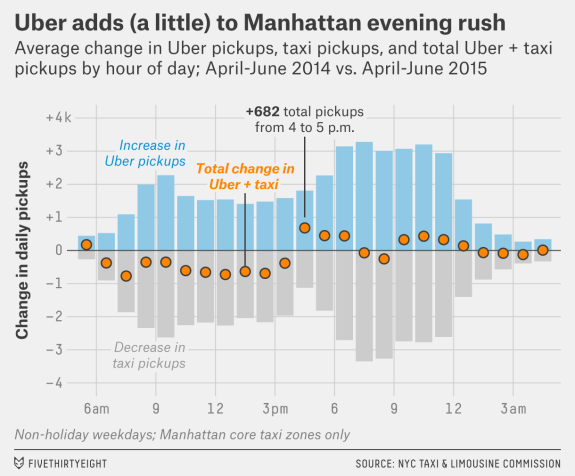 Uber adds (a little) to Manhattan evening rush
Average change in Uber pickups, taxi pickups, and total Uber + taxi
pickups by hour of day; April-June 2014 vs. April-June 2015
+682 total pickups
from 4 to 5 p.m.
Increase in
Uber pickups
Total change in
Uber + taxi
Decrease in
taxi pickups
Change in daily pickups
+4k
+3
+2
+1
0
−1
−2
−3
−4
6am 9 12 3pm 6 9 12 3am
Non-holiday weekdays; Manhattan core taxi zones only
FIVETHIRTYEIGHT
SOURCE: NYC TAXI & LIMOUSINE COMMISSION